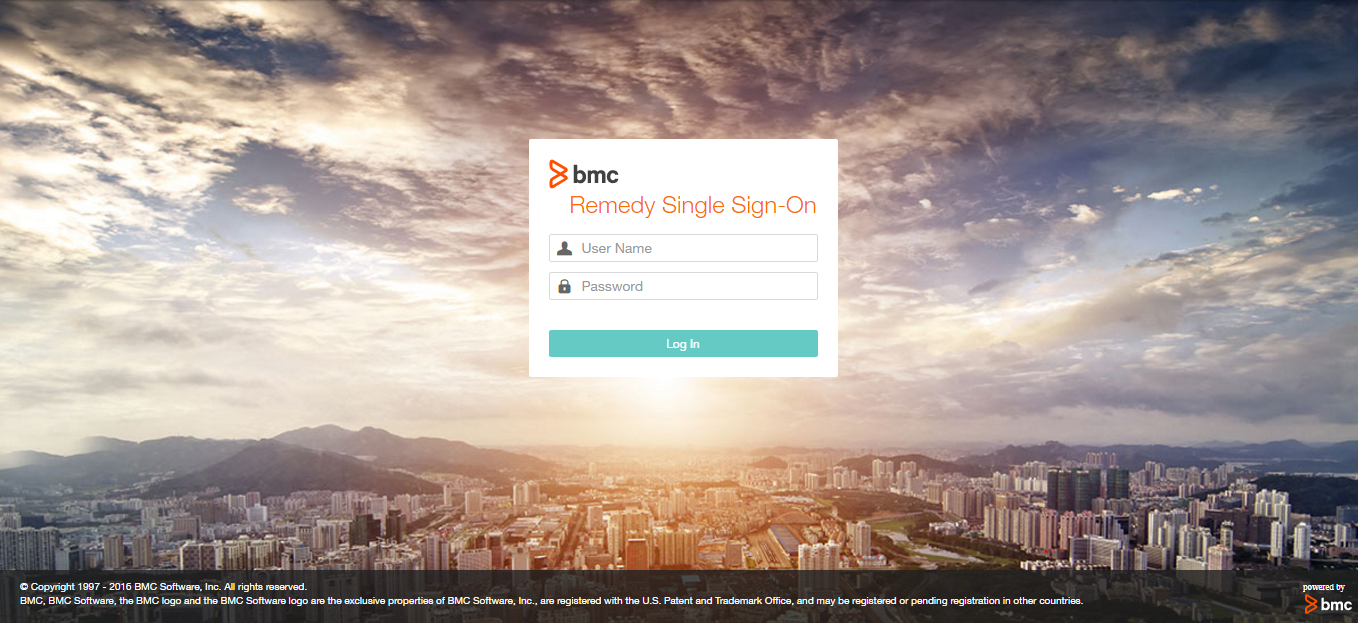 bmc
Remedy Single Sign-On
User Name
Password
Log In
© Copyright 1997 - 2016 BMC Software, Inc. All rights reserved.
BMC, BMC Software, the BMC logo and the BMC Software logo are the exclusive properties of BMC Software, Inc., are registered with the U.S. Patent and Trademark Office, and may be registered or pending registration in other countries.
powered by
bmc